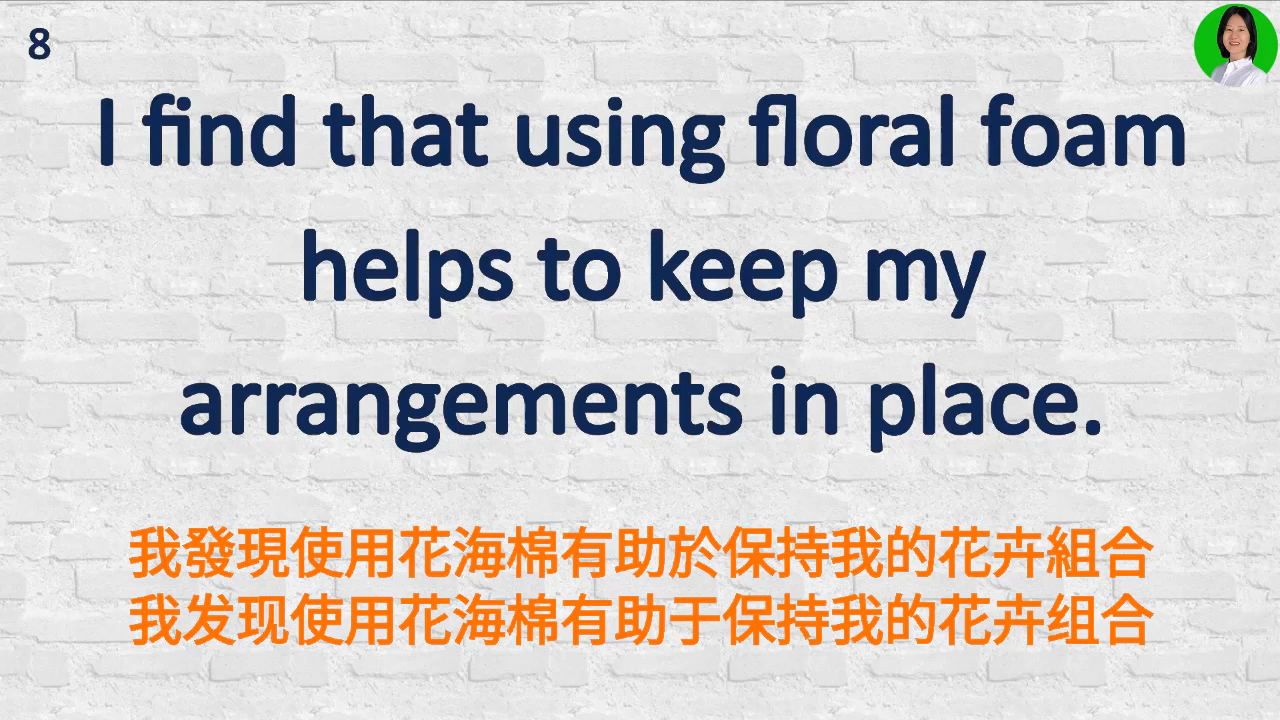 8
I find that using floral foam
helps to keep my
arrangements in place.
我發現使用花海棉有助於保持我的花卉組合
我发现使用花海棉有助于保持我的花卉组合